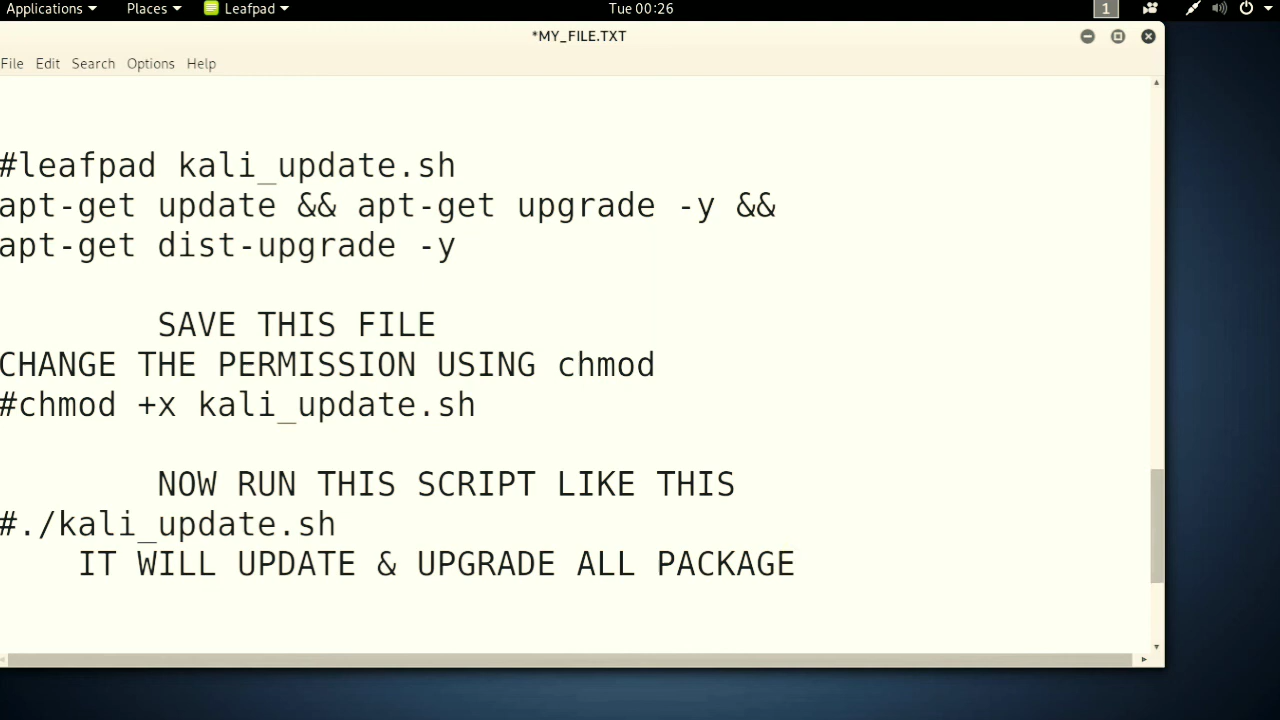 Applications Places Leafpad Tue 00:26 1
*MY_FILE.TXT
File Edit Search Options Help
#leafpad kali_update.sh
apt-get update && apt-get upgrade -y &&
apt-get dist-upgrade -y
SAVE THIS FILE
CHANGE THE PERMISSION USING chmod
#chmod +x kali_update.sh
NOW RUN THIS SCRIPT LIKE THIS
#./kali_update.sh
IT WILL UPDATE & UPGRADE ALL PACKAGE